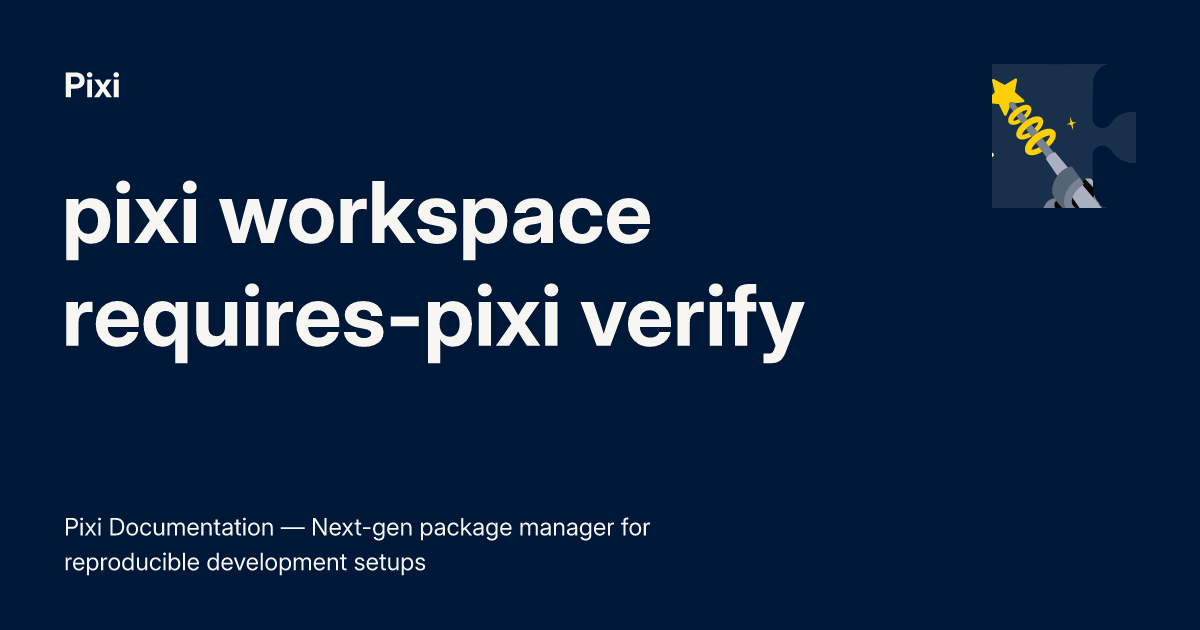 Pixi
pixi workspace
requires-pixi verify
Pixi Documentation — Next-gen package manager for
reproducible development setups